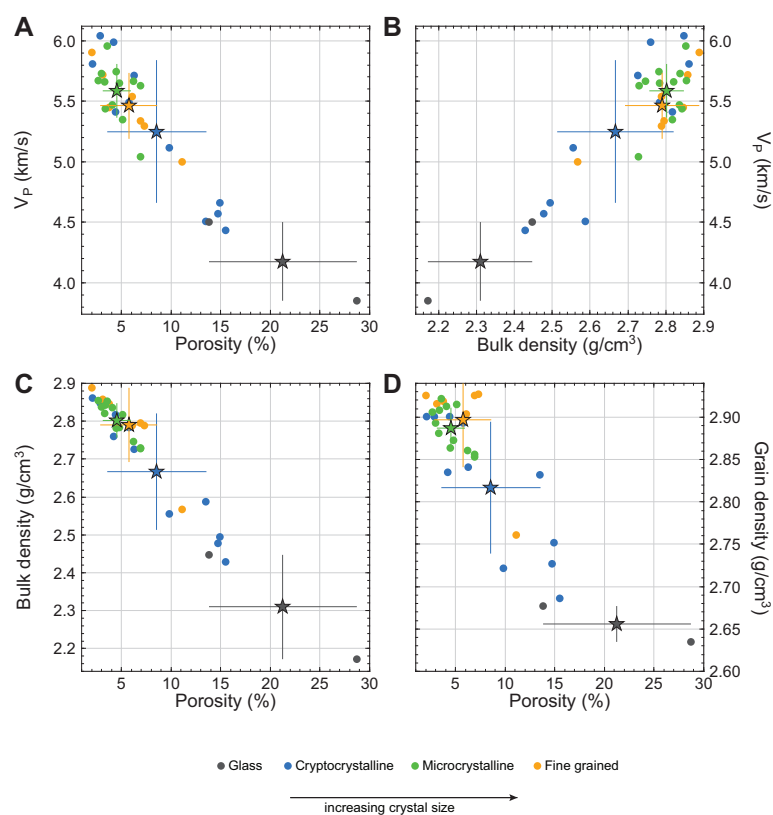 A
B
6.0
5.5
5.0
4.5
4.0
V_P (km/s)
5 10 15 20 25 30
Porosity (%)
6.0
5.5
5.0
4.5
4.0
V_P (km/s)
2.2 2.3 2.4 2.5 2.6 2.7 2.8 2.9
Bulk density (g/cm³)
C
D
2.9
2.8
2.7
2.6
2.5
2.4
2.3
2.2
Bulk density (g/cm³)
5 10 15 20 25 30
Porosity (%)
2.90
2.85
2.80
2.75
2.70
2.65
2.60
Grain density (g/cm³)
5 10 15 20 25 30
Porosity (%)
Glass Cryptocrystalline Microcrystalline Fine grained
increasing crystal size